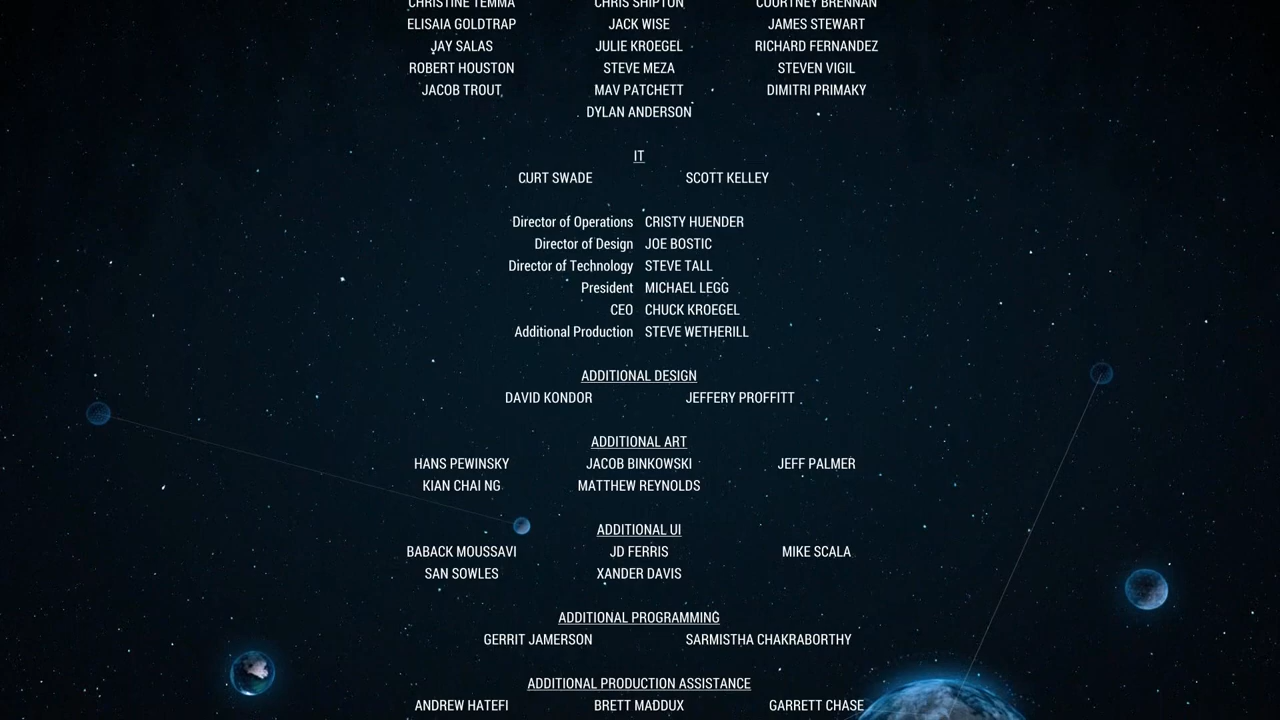 CHRISTINE TEMMA CHRIS SHIPTON COURTNEY BRENNAN
ELISAIA GOLDTRAP JACK WISE JAMES STEWART
JAY SALAS JULIE KROEGEL RICHARD FERNANDEZ
ROBERT HOUSTON STEVE MEZA STEVEN VIGIL
JACOB TROUT MAV PATCHETT DIMITRI PRIMAKY
DYLAN ANDERSON
IT
CURT SWADE SCOTT KELLEY
Director of Operations CRISTY HUENDER
Director of Design JOE BOSTIC
Director of Technology STEVE TALL
President MICHAEL LEGG
CEO CHUCK KROEGEL
Additional Production STEVE WETHERILL
ADDITIONAL DESIGN
DAVID KONDOR JEFFERY PROFFITT
ADDITIONAL ART
HANS PEWINSKY JACOB BINKOWSKI JEFF PALMER
KIAN CHAI NG MATTHEW REYNOLDS
ADDITIONAL UI
BABACK MOUSSAVI JD FERRIS MIKE SCALA
SAN SOWLES XANDER DAVIS
ADDITIONAL PROGRAMMING
GERRIT JAMERSON SARMISTHA CHAKRABORTHY
ADDITIONAL PRODUCTION ASSISTANCE
ANDREW HATEFI BRETT MADDUX GARRETT CHASE